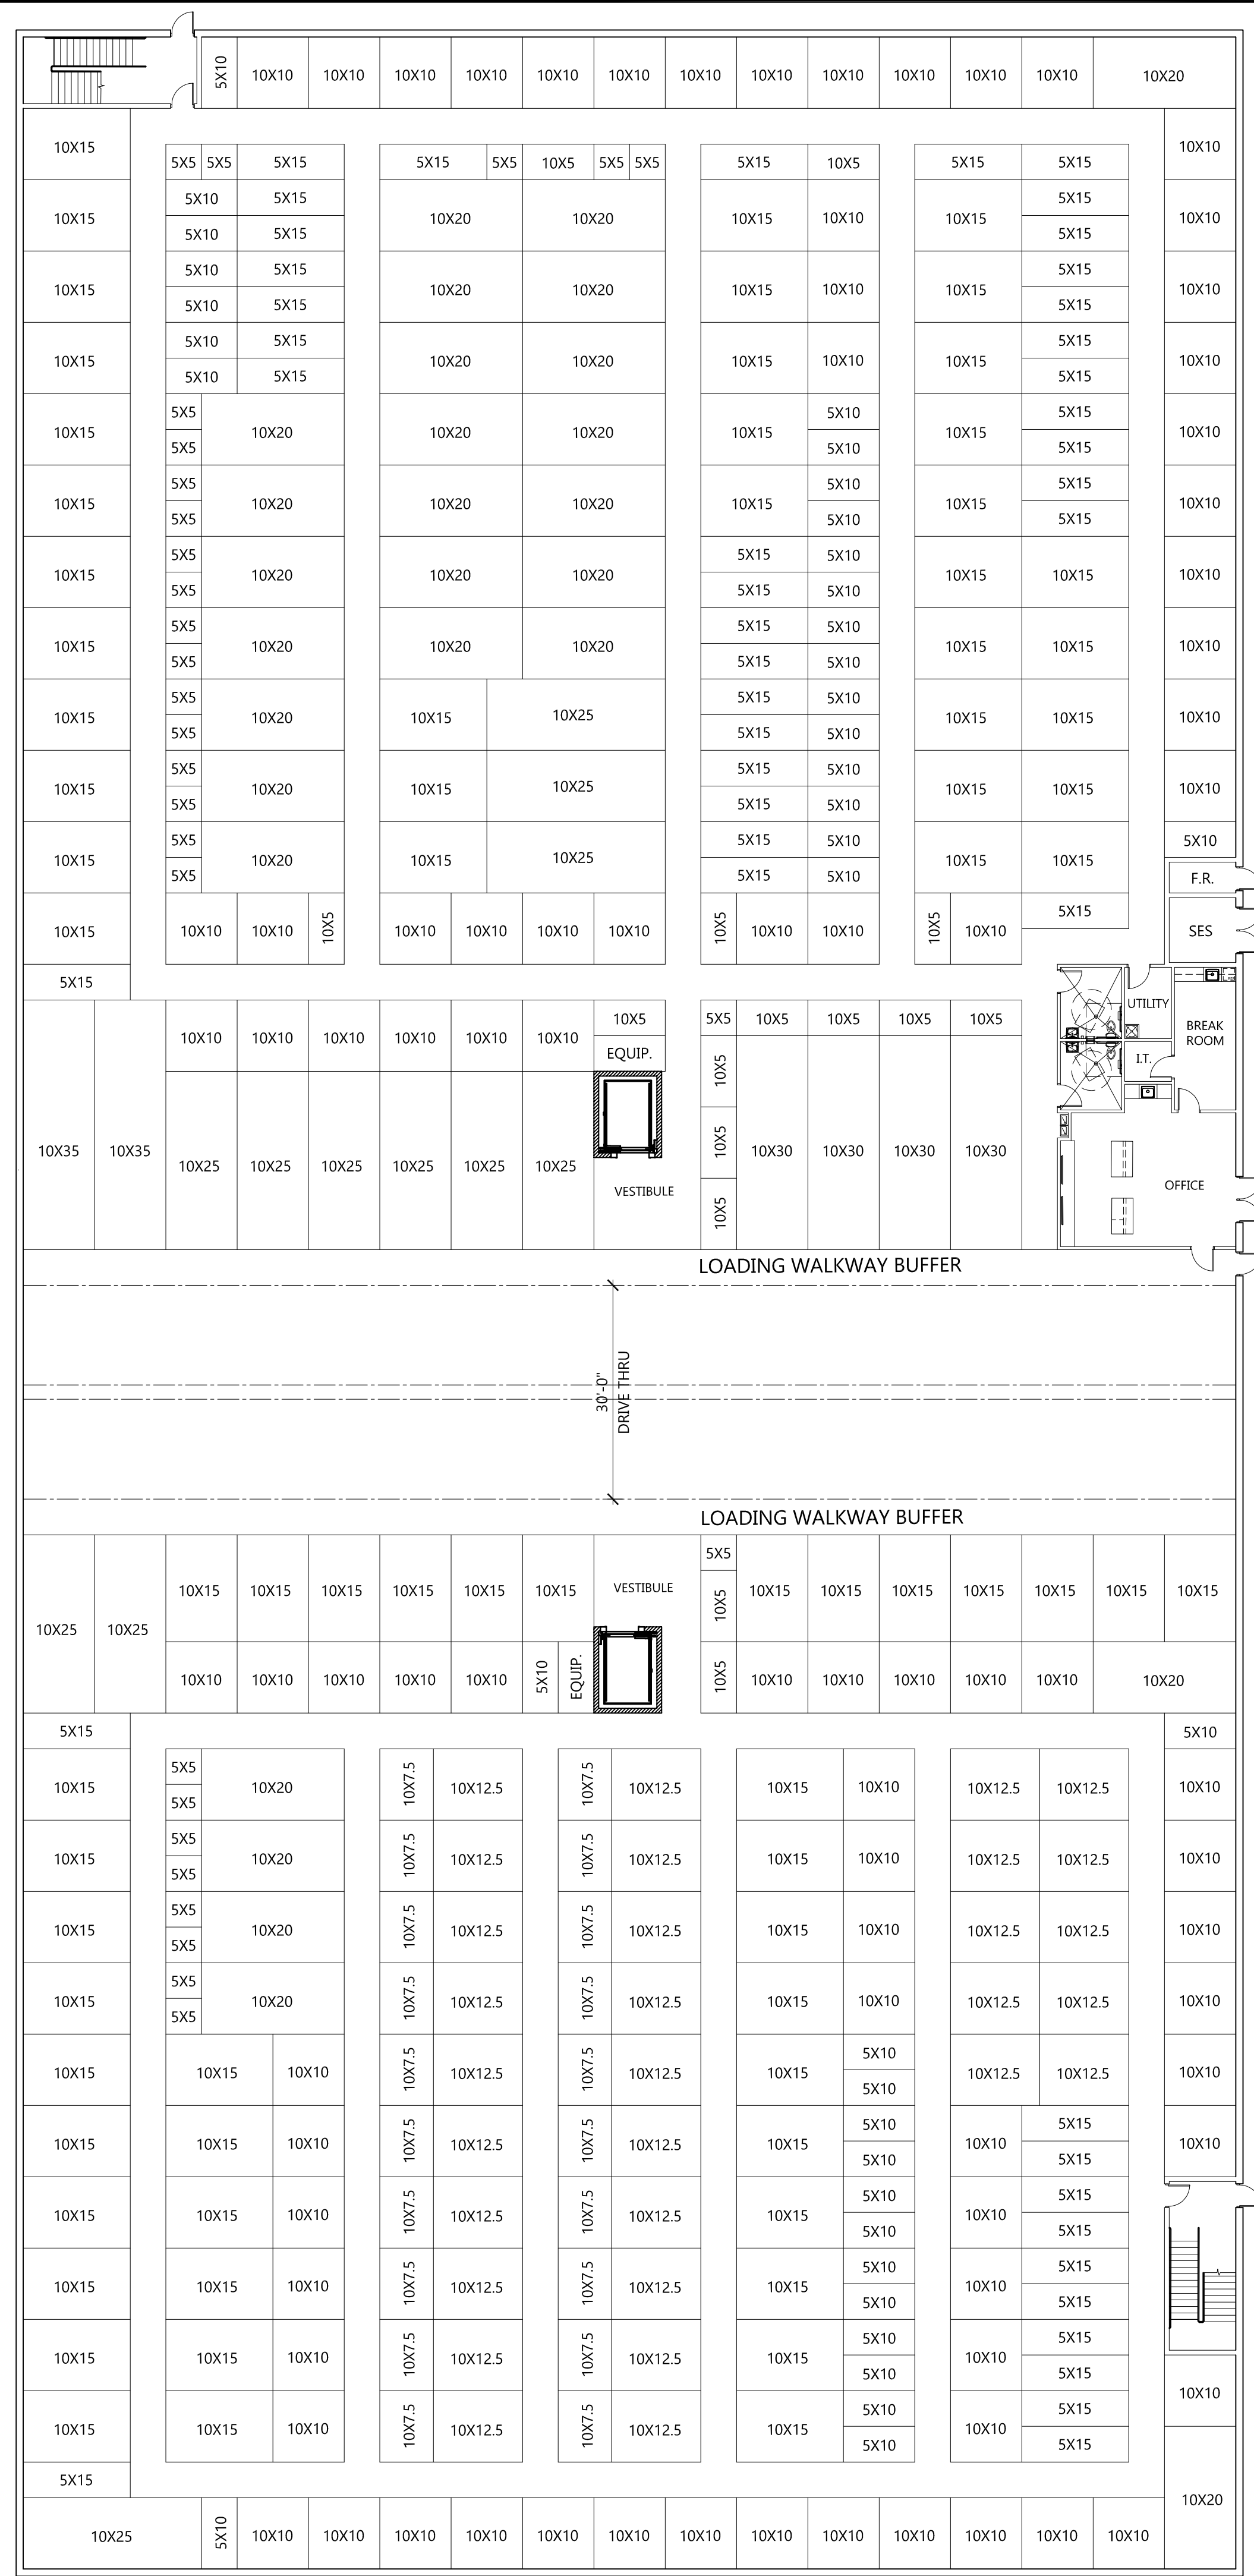 5X10 10X10 10X10 10X10 10X10 10X10 10X10 10X10 10X10 10X10 10X10 10X10 10X10 10X20
10X15 10X10
5X5 5X5 5X15 5X15 5X5 10X5 5X5 5X5 5X15 10X5 5X15 5X15
5X10 5X15 5X15
10X15 10X20 10X20 10X15 10X10 10X15 10X10
5X10 5X15 5X15
5X10 5X15 5X15
10X15 10X20 10X20 10X15 10X10 10X15 10X10
5X10 5X15 5X15
5X10 5X15 5X15
10X15 10X20 10X20 10X15 10X10 10X15 10X10
5X10 5X15 5X15
5X5 5X10 5X15
10X15 10X20 10X20 10X20 10X15 10X15 10X10
5X5 5X10 5X15
5X5 5X10 5X15
10X15 10X20 10X20 10X20 10X15 10X15 10X10
5X5 5X10 5X15
5X5 5X15 5X10
10X15 10X20 10X20 10X20 10X15 10X15 10X10
5X5 5X15 5X10
5X5 5X15 5X10
10X15 10X20 10X20 10X20 10X15 10X15 10X10
5X5 5X15 5X10
5X5 5X15 5X10
10X15 10X20 10X15 10X25 10X15 10X15 10X10
5X5 5X15 5X10
5X5 5X15 5X10
10X15 10X20 10X15 10X25 10X15 10X15 10X10
5X5 5X15 5X10
5X5 5X15 5X10 5X10
10X15 10X20 10X15 10X25 10X15 10X15
5X5 5X15 5X10 F.R.
5X15
10X15 10X10 10X10 10X5 10X10 10X10 10X10 10X10 10X5 10X10 10X10 10X5 10X10 SES
5X15
UTILITY
10X5 5X5 10X5 10X5 10X5 10X5
BREAK
ROOM
10X10 10X10 10X10 10X10 10X10 10X10
EQUIP. I.T.
10X5
10X35 10X35 10X5 10X30 10X30 10X30 10X30
10X25 10X25 10X25 10X25 10X25 10X25
VESTIBULE OFFICE
10X5
LOADING WALKWAY BUFFER
30'-0"
DRIVE THRU
LOADING WALKWAY BUFFER
5X5
10X15 10X15 10X15 10X15 10X15 10X15 VESTIBULE 10X5 10X15 10X15 10X15 10X15 10X15 10X15 10X15
10X25 10X25
10X10 10X10 10X10 10X10 10X10 5X10 EQUIP. 10X5 10X10 10X10 10X10 10X10 10X10 10X20
5X15 5X10
5X5
10X15 10X20 10X7.5 10X12.5 10X7.5 10X12.5 10X15 10X10 10X12.5 10X12.5 10X10
5X5
5X5
10X15 10X20 10X7.5 10X12.5 10X7.5 10X12.5 10X15 10X10 10X12.5 10X12.5 10X10
5X5
5X5
10X15 10X20 10X7.5 10X12.5 10X7.5 10X12.5 10X15 10X10 10X12.5 10X12.5 10X10
5X5
5X5
10X15 10X20 10X7.5 10X12.5 10X7.5 10X12.5 10X15 10X10 10X12.5 10X12.5 10X10
5X5
5X10
10X15 10X15 10X10 10X7.5 10X12.5 10X7.5 10X12.5 10X15 10X12.5 10X12.5 10X10
5X10
5X10 5X15
10X15 10X15 10X10 10X7.5 10X12.5 10X7.5 10X12.5 10X15 10X10 10X10
5X10 5X15
5X10 5X15
10X15 10X15 10X10 10X7.5 10X12.5 10X7.5 10X12.5 10X15 10X10
5X10 5X15
5X10 5X15
10X15 10X15 10X10 10X7.5 10X12.5 10X7.5 10X12.5 10X15 10X10
5X10 5X15
5X10 5X15
10X15 10X15 10X10 10X7.5 10X12.5 10X7.5 10X12.5 10X15 10X10
5X10 5X15
10X10
5X10 5X15
10X15 10X15 10X10 10X7.5 10X12.5 10X7.5 10X12.5 10X15 10X10
5X10 5X15
5X15
10X20
10X25 5X10 10X10 10X10 10X10 10X10 10X10 10X10 10X10 10X10 10X10 10X10 10X10 10X10 10X10